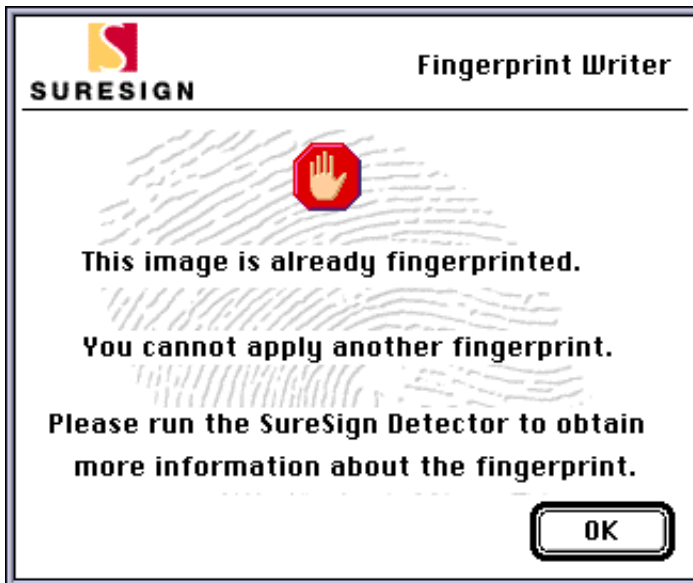 SURESIGN
Fingerprint Writer
This image is already fingerprinted.
You cannot apply another fingerprint.
Please run the SureSign Detector to obtain
more information about the fingerprint.
OK